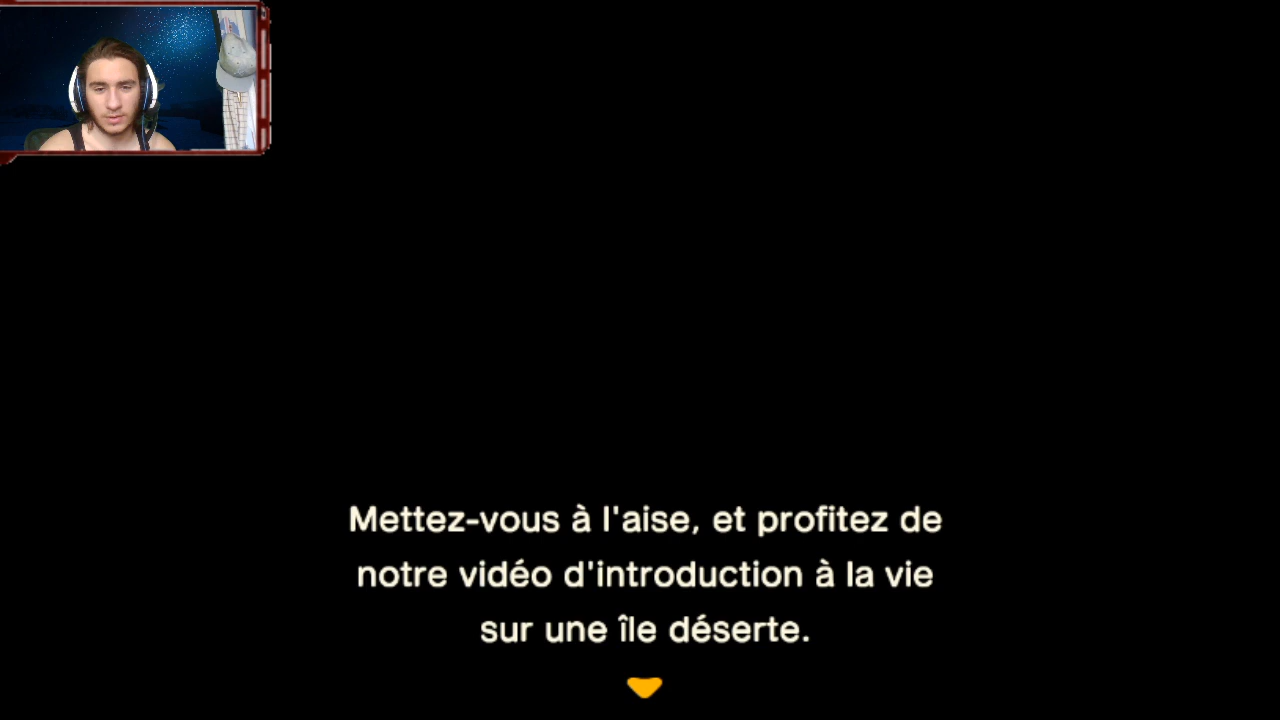 Mettez-vous à l'aise, et profitez de
notre vidéo d'introduction à la vie
sur une île déserte.